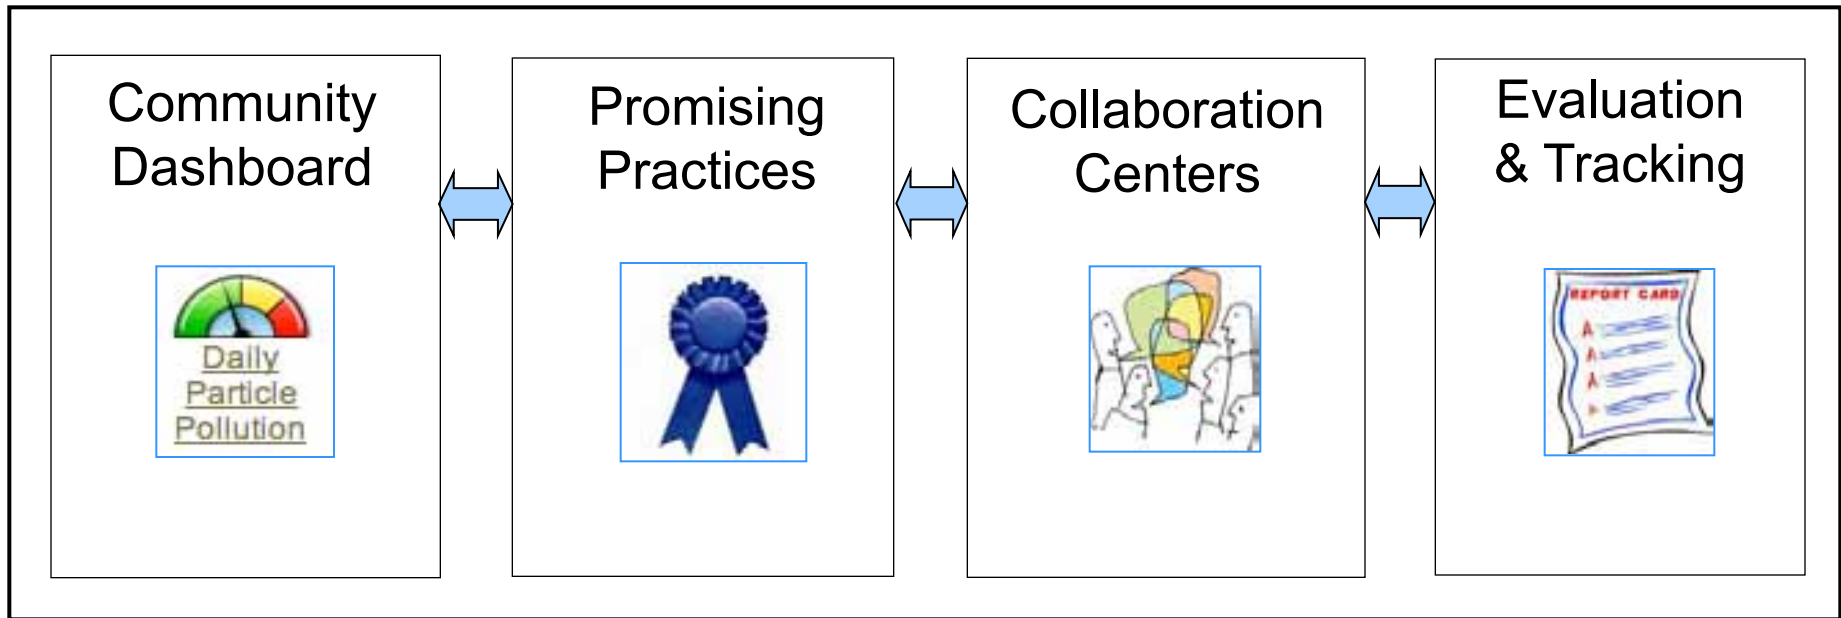 Community
Dashboard
Daily
Particle
Pollution
Promising
Practices
Collaboration
Centers
Evaluation
& Tracking
REPORT CARD
A
A
A